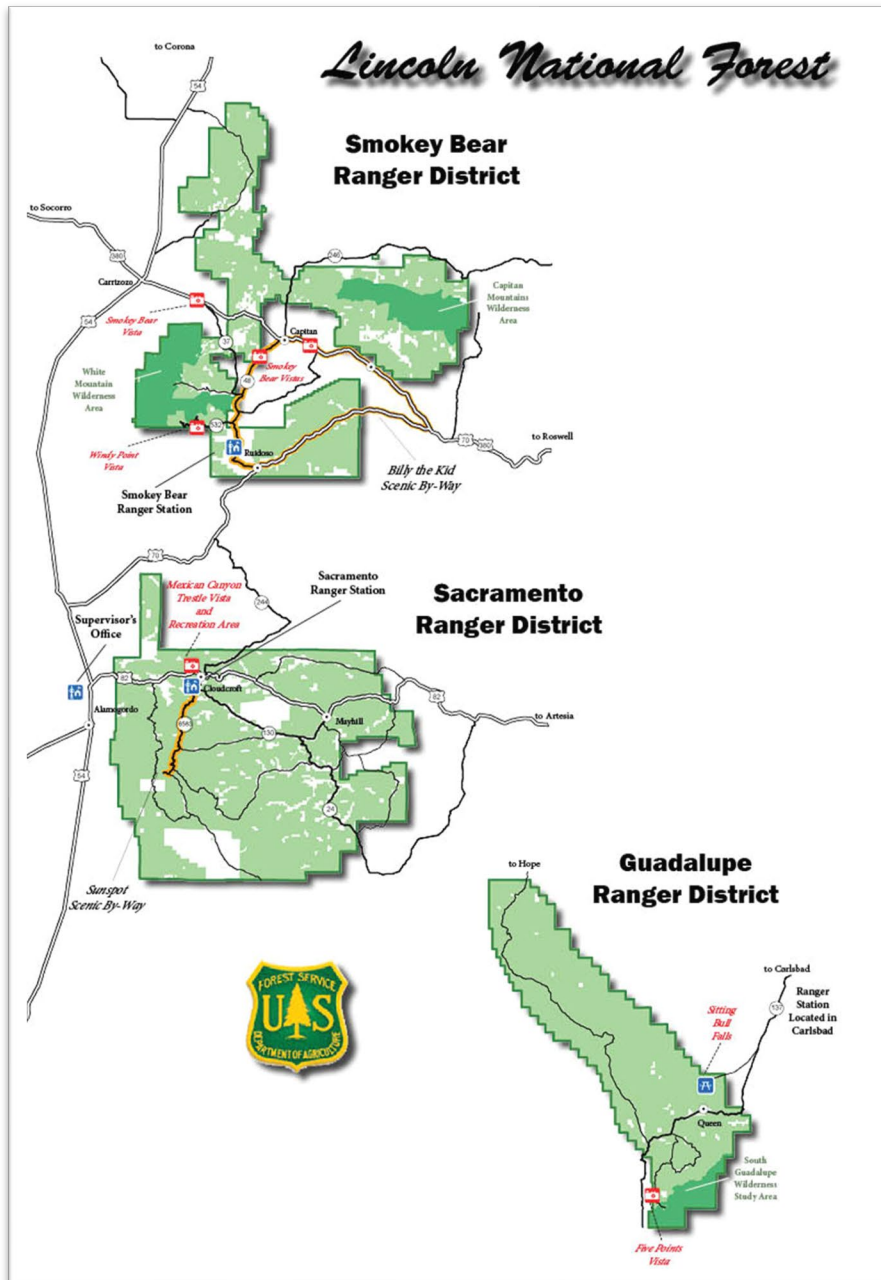 Lincoln National Forest
to Corona
54
Smokey Bear
Ranger District
to Socorro
380
246
Carrizozo
Capitan
Mountains
Wilderness
Area
54
Smokey Bear
Vista
Capitan
37
Smokey
Bear Vistas
White
Mountain
Wilderness
Area
48
532
70
380
to Roswell
Windy Point
Vista
Ruidoso
Billy the Kid
Scenic By-Way
Smokey Bear
Ranger Station
70
Mexican Canyon
Trestle Vista
and
Recreation Area
Sacramento
Ranger Station
Sacramento
Ranger District
244
Supervisor's
Office
82
Cloudcroft
82
Alamogordo
6563
130
Mayhill
to Artesia
54
24
Sunspot
Scenic By-Way
Guadalupe
Ranger District
to Hope
to Carlsbad
Ranger
Station
Located in
Carlsbad
137
Sitting
Bull
Falls
FOREST SERVICE
US
DEPARTMENT OF AGRICULTURE
Queen
South
Guadalupe
Wilderness
Study Area
Five Points
Vista